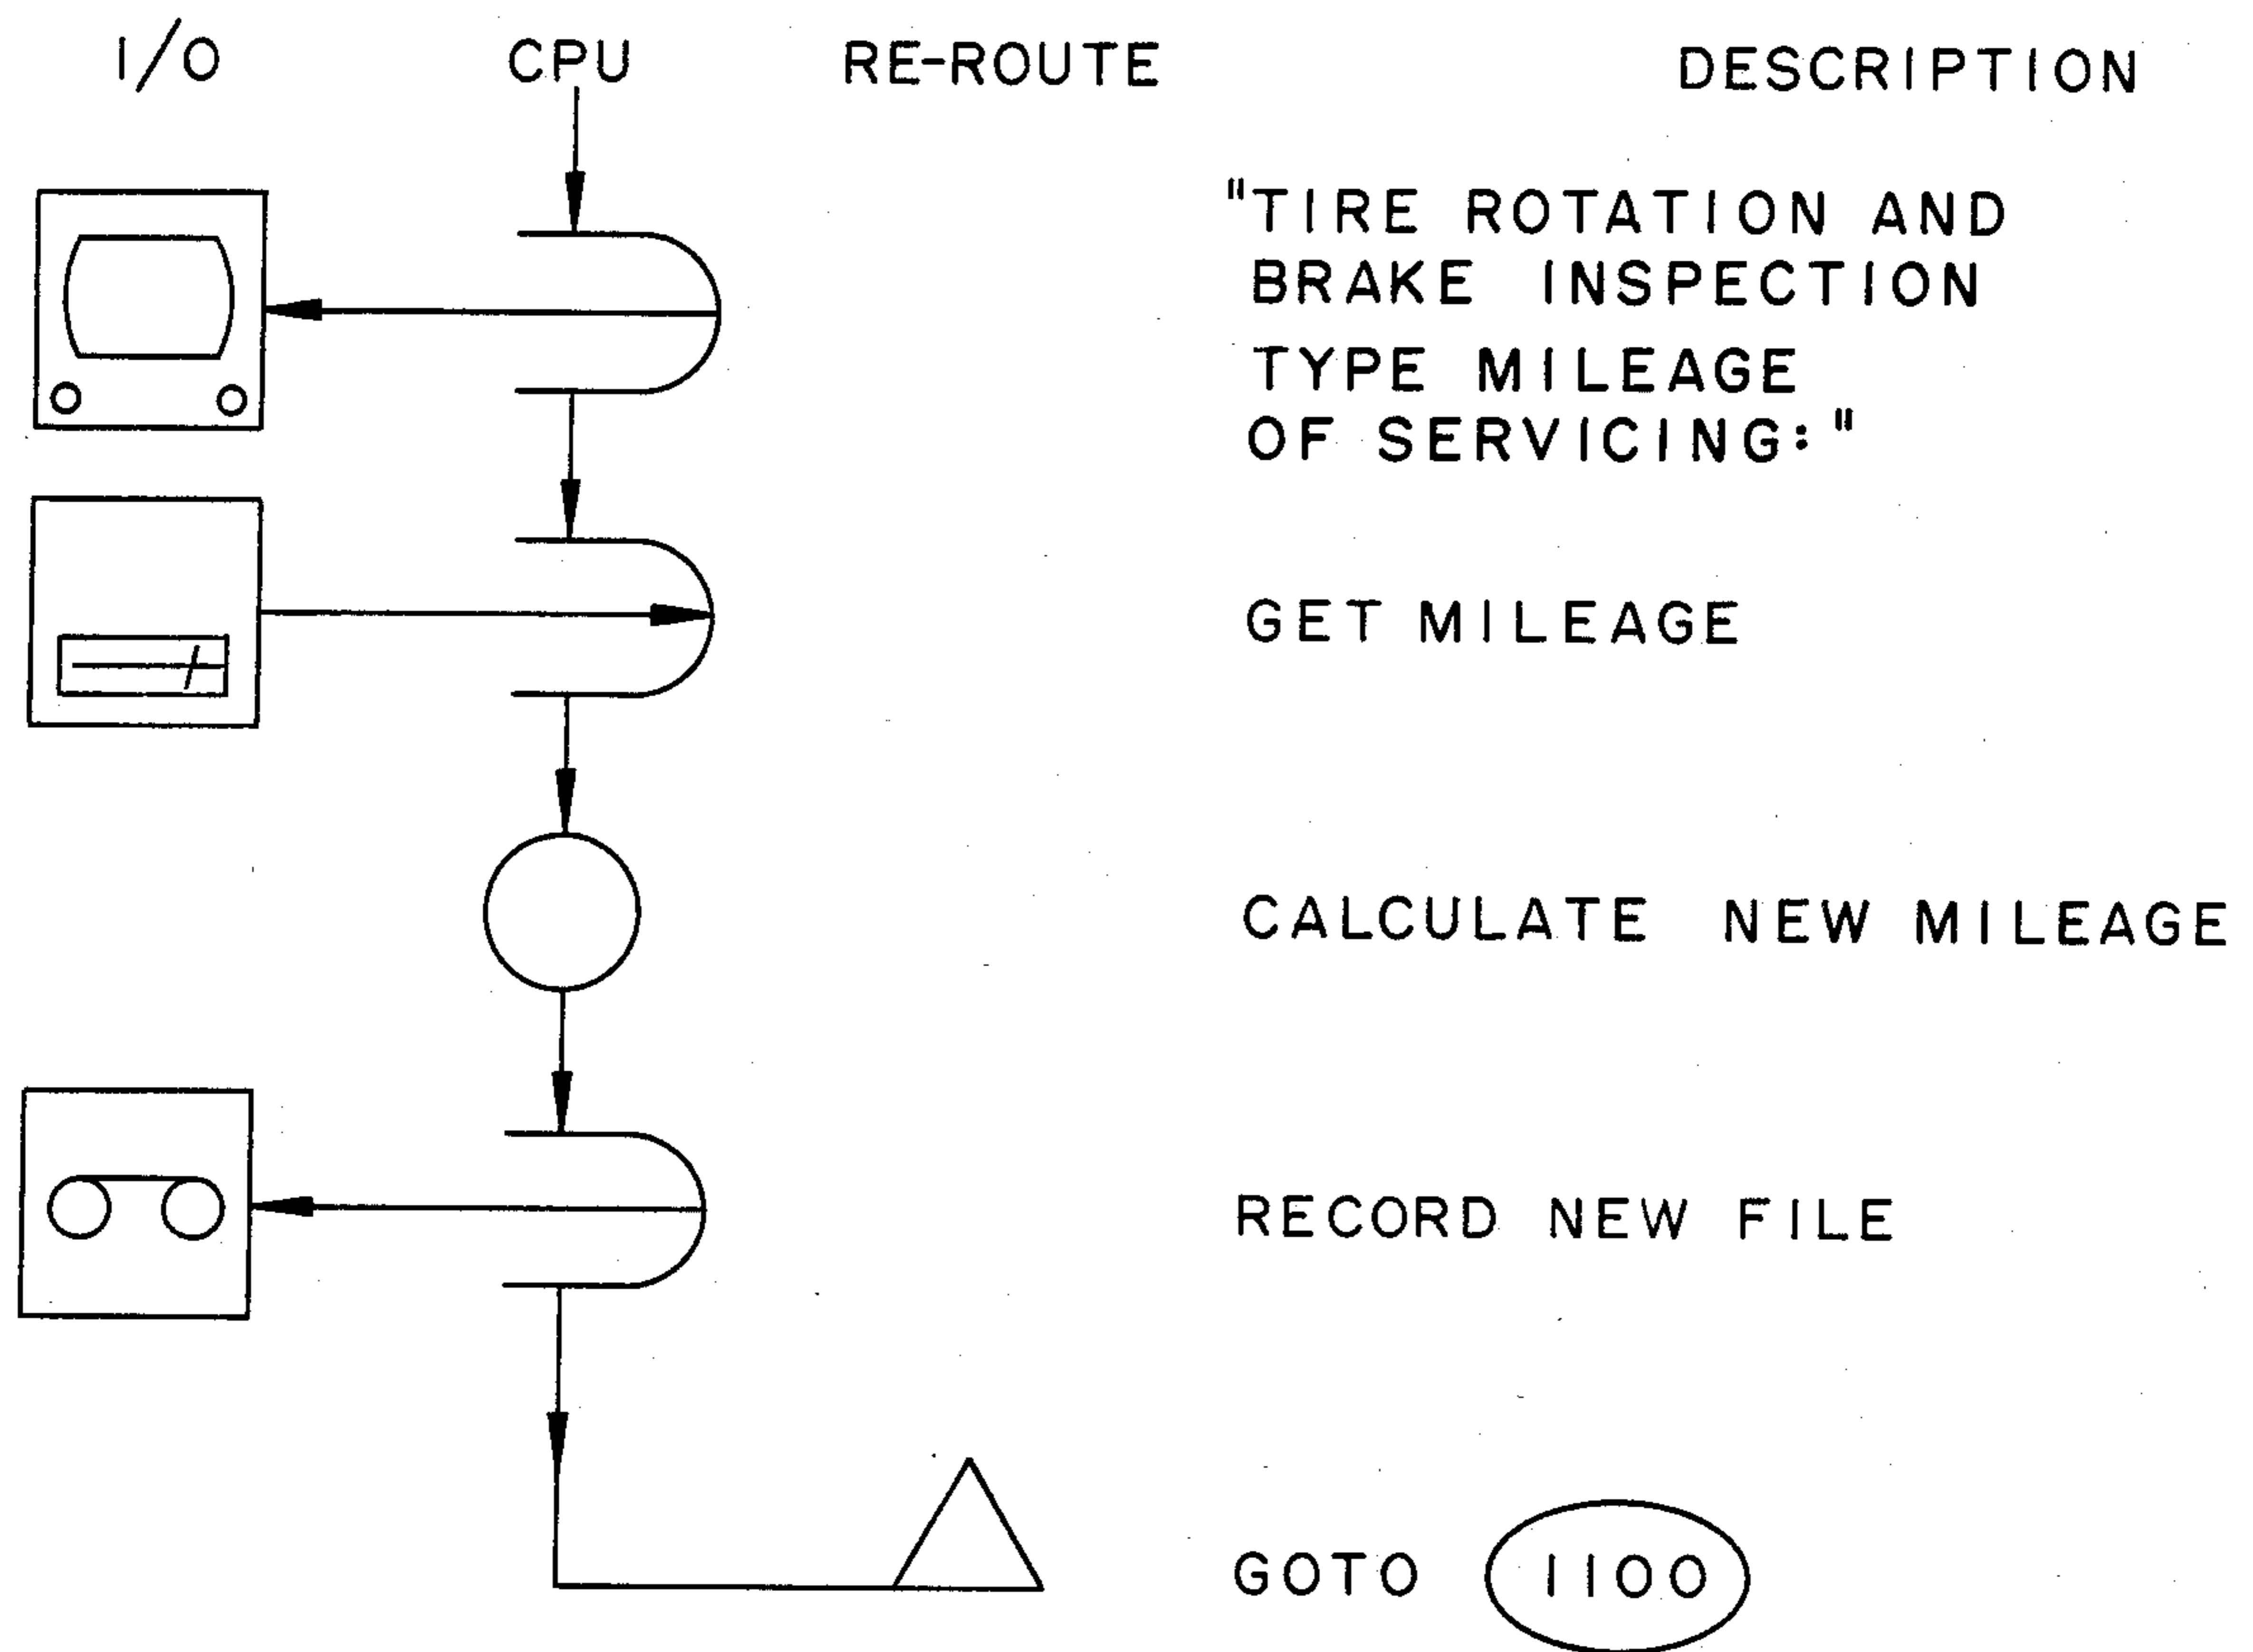 I/O CPU RE-ROUTE DESCRIPTION
"TIRE ROTATION AND
BRAKE INSPECTION
TYPE MILEAGE
OF SERVICING:"
GET MILEAGE
CALCULATE NEW MILEAGE
RECORD NEW FILE
GOTO 1100